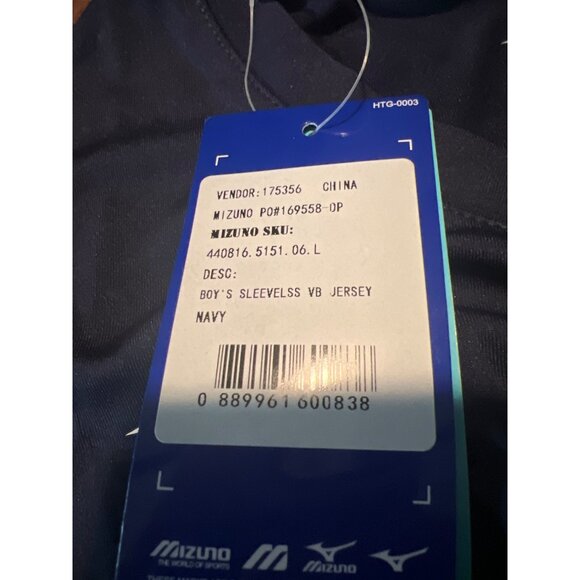 HTG-0003
VENDOR:175356 CHINA
MIZUNO PO#169558-OP
MIZUNO SKU:
440816.5151.06.L
DESC:
BOY'S SLEEVELSS VB JERSEY
NAVY
0 889961 600838
MIZUNO
THE WORLD OF SPORTS
MIZUNO